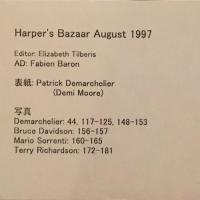 Harper's Bazaar August 1997
Editor: Elizabeth Tilberis
AD: Fabien Baron
表紙: Patrick Demarchelier
(Demi Moore)
写真
Demarchelier: 44, 117-125, 148-153
Bruce Davidson: 156-157
Mario Sorrenti: 160-165
Terry Richardson: 172-181